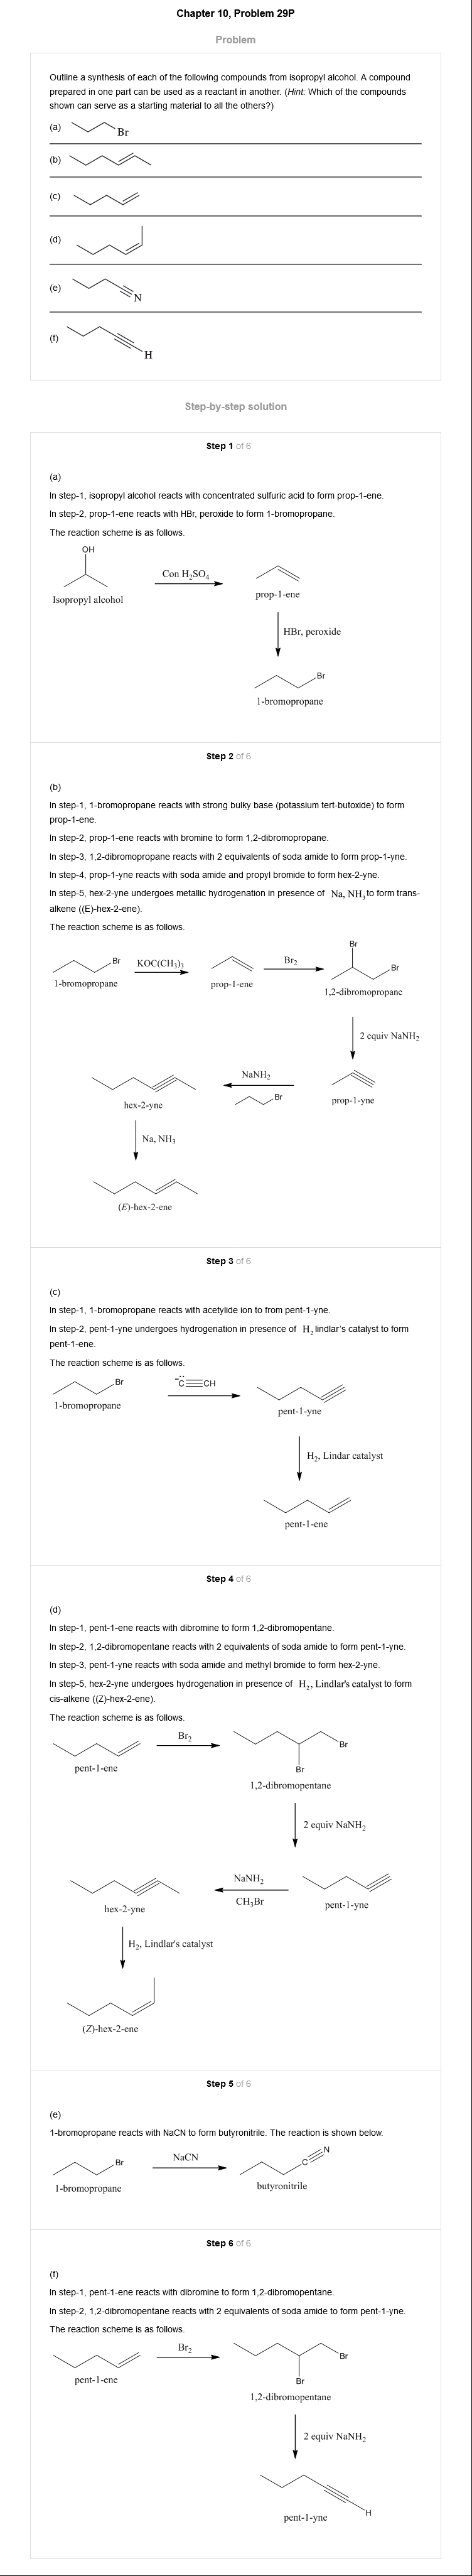 Chapter 10, Problem 29P
Problem
Outline a synthesis of each of the following compounds from isopropyl alcohol. A compound
prepared in one part can be used as a reactant in another. (Hint: Which of the compounds
shown can serve as a starting material to all the others?)
(a)
Br
(b)
(c)
(d)
(e)
N
(f)
H
Step-by-step solution
Step 1 of 6
(a)
In step-1, isopropyl alcohol reacts with concentrated sulfuric acid to form prop-1-ene.
In step-2, prop-1-ene reacts with HBr, peroxide to form 1-bromopropane.
The reaction scheme is as follows.
OH
Con H₂SO₄
Isopropyl alcohol
prop-1-ene
HBr, peroxide
Br
1-bromopropane
Step 2 of 6
(b)
In step-1, 1-bromopropane reacts with strong bulky base (potassium tert-butoxide) to form
prop-1-ene.
In step-2, prop-1-ene reacts with bromine to form 1,2-dibromopropane.
In step-3, 1,2-dibromopropane reacts with 2 equivalents of soda amide to form prop-1-yne.
In step-4, prop-1-yne reacts with soda amide and propyl bromide to form hex-2-yne.
In step-5, hex-2-yne undergoes metallic hydrogenation in presence of Na, NH₃ to form trans-
alkene ((E)-hex-2-ene).
The reaction scheme is as follows.
Br
Br
KOC(CH₃)₃
Br₂
Br
1-bromopropane
prop-1-ene
1,2-dibromopropane
2 equiv NaNH₂
NaNH₂
Br
hex-2-yne
prop-1-yne
Na, NH₃
(E)-hex-2-ene
Step 3 of 6
(c)
In step-1, 1-bromopropane reacts with acetylide ion to from pent-1-yne.
In step-2, pent-1-yne undergoes hydrogenation in presence of H₂ lindlar's catalyst to form
pent-1-ene.
The reaction scheme is as follows.
Br
⁻:C≡CH
1-bromopropane
pent-1-yne
H₂, Lindar catalyst
pent-1-ene
Step 4 of 6
(d)
In step-1, pent-1-ene reacts with dibromine to form 1,2-dibromopentane.
In step-2, 1,2-dibromopentane reacts with 2 equivalents of soda amide to form pent-1-yne.
In step-3, pent-1-yne reacts with soda amide and methyl bromide to form hex-2-yne.
In step-5, hex-2-yne undergoes hydrogenation in presence of H₂, Lindlar's catalyst to form
cis-alkene ((Z)-hex-2-ene).
The reaction scheme is as follows.
Br₂
Br
pent-1-ene
Br
1,2-dibromopentane
2 equiv NaNH₂
NaNH₂
CH₃Br
hex-2-yne
pent-1-yne
H₂, Lindlar's catalyst
(Z)-hex-2-ene
Step 5 of 6
(e)
1-bromopropane reacts with NaCN to form butyronitrile. The reaction is shown below.
Br
NaCN
C
N
1-bromopropane
butyronitrile
Step 6 of 6
(f)
In step-1, pent-1-ene reacts with dibromine to form 1,2-dibromopentane.
In step-2, 1,2-dibromopentane reacts with 2 equivalents of soda amide to form pent-1-yne.
The reaction scheme is as follows.
Br₂
Br
pent-1-ene
Br
1,2-dibromopentane
2 equiv NaNH₂
H
pent-1-yne